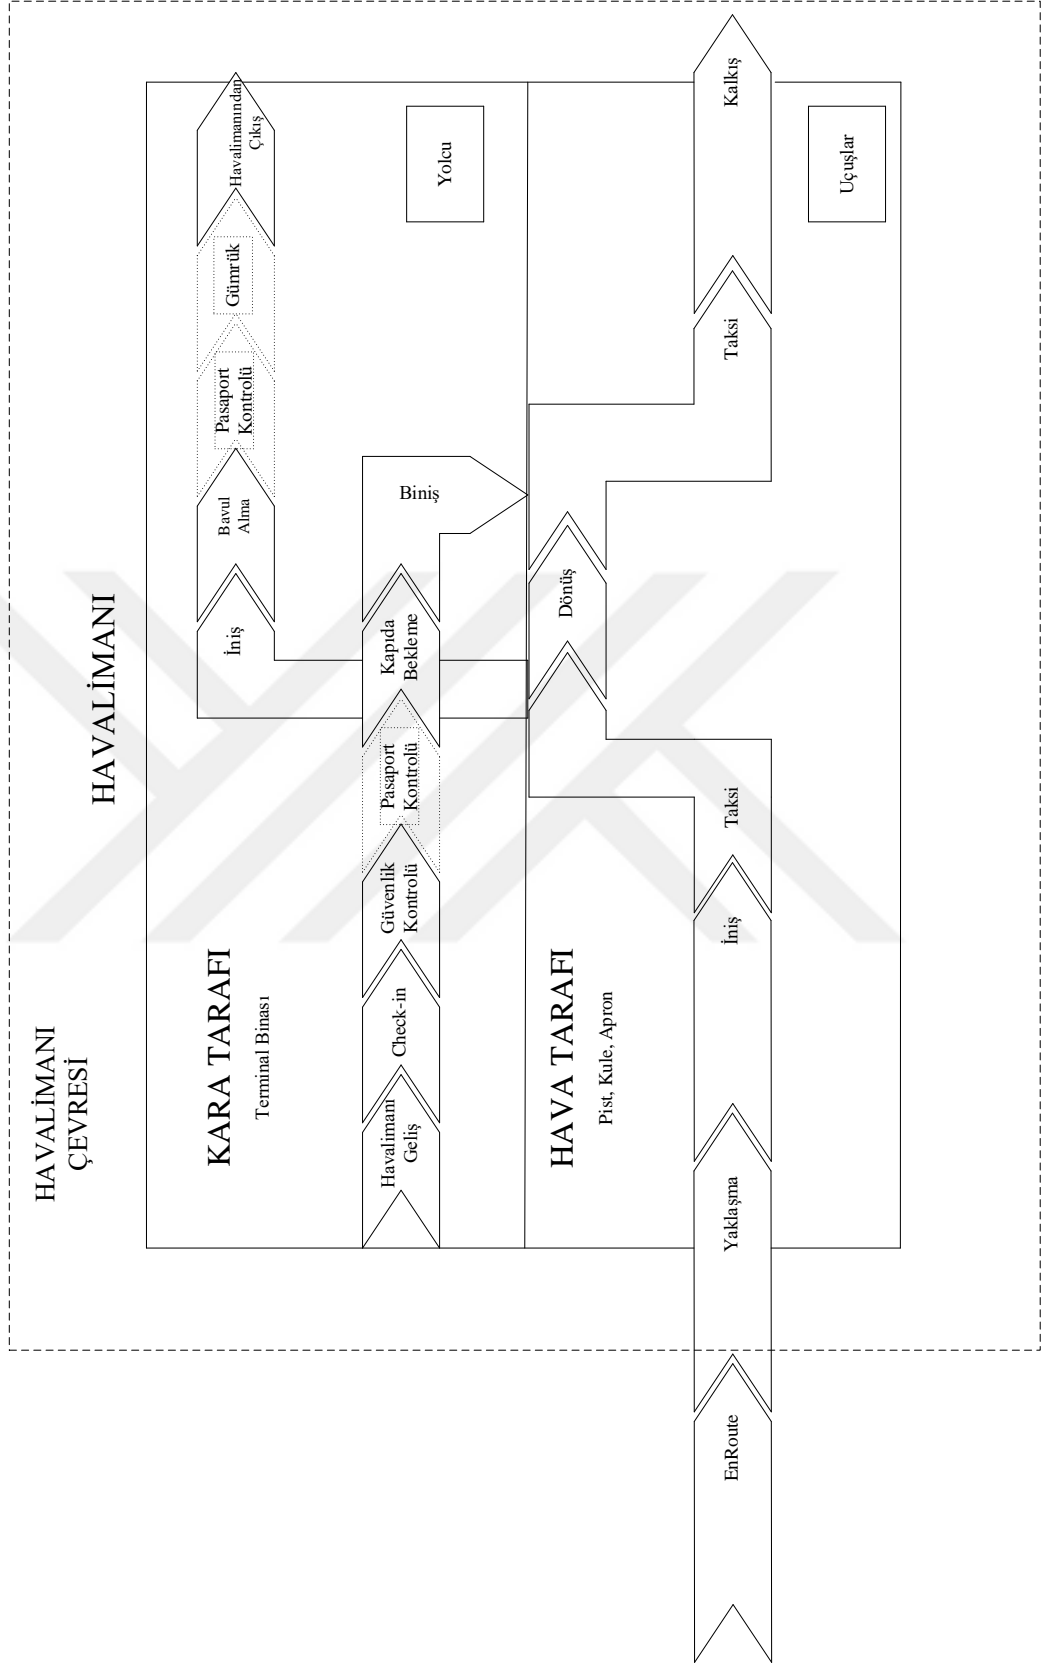 HAVALİMANI
ÇEVRESİ
HAVALİMANI
KARA TARAFI
Terminal Binası
İniş
Bavul
Alma
Pasaport
Kontrolü
Gümrük
Havalimanından
Çıkış
Havalimanı
Geliş
Check-in
Güvenlik
Kontrolü
Pasaport
Kontrolü
Kapıda
Bekleme
Biniş
Yolcu
HAVA TARAFI
Pist, Kule, Apron
EnRoute
Yaklaşma
İniş
Taksi
Dönüş
Taksi
Kalkış
Uçuşlar